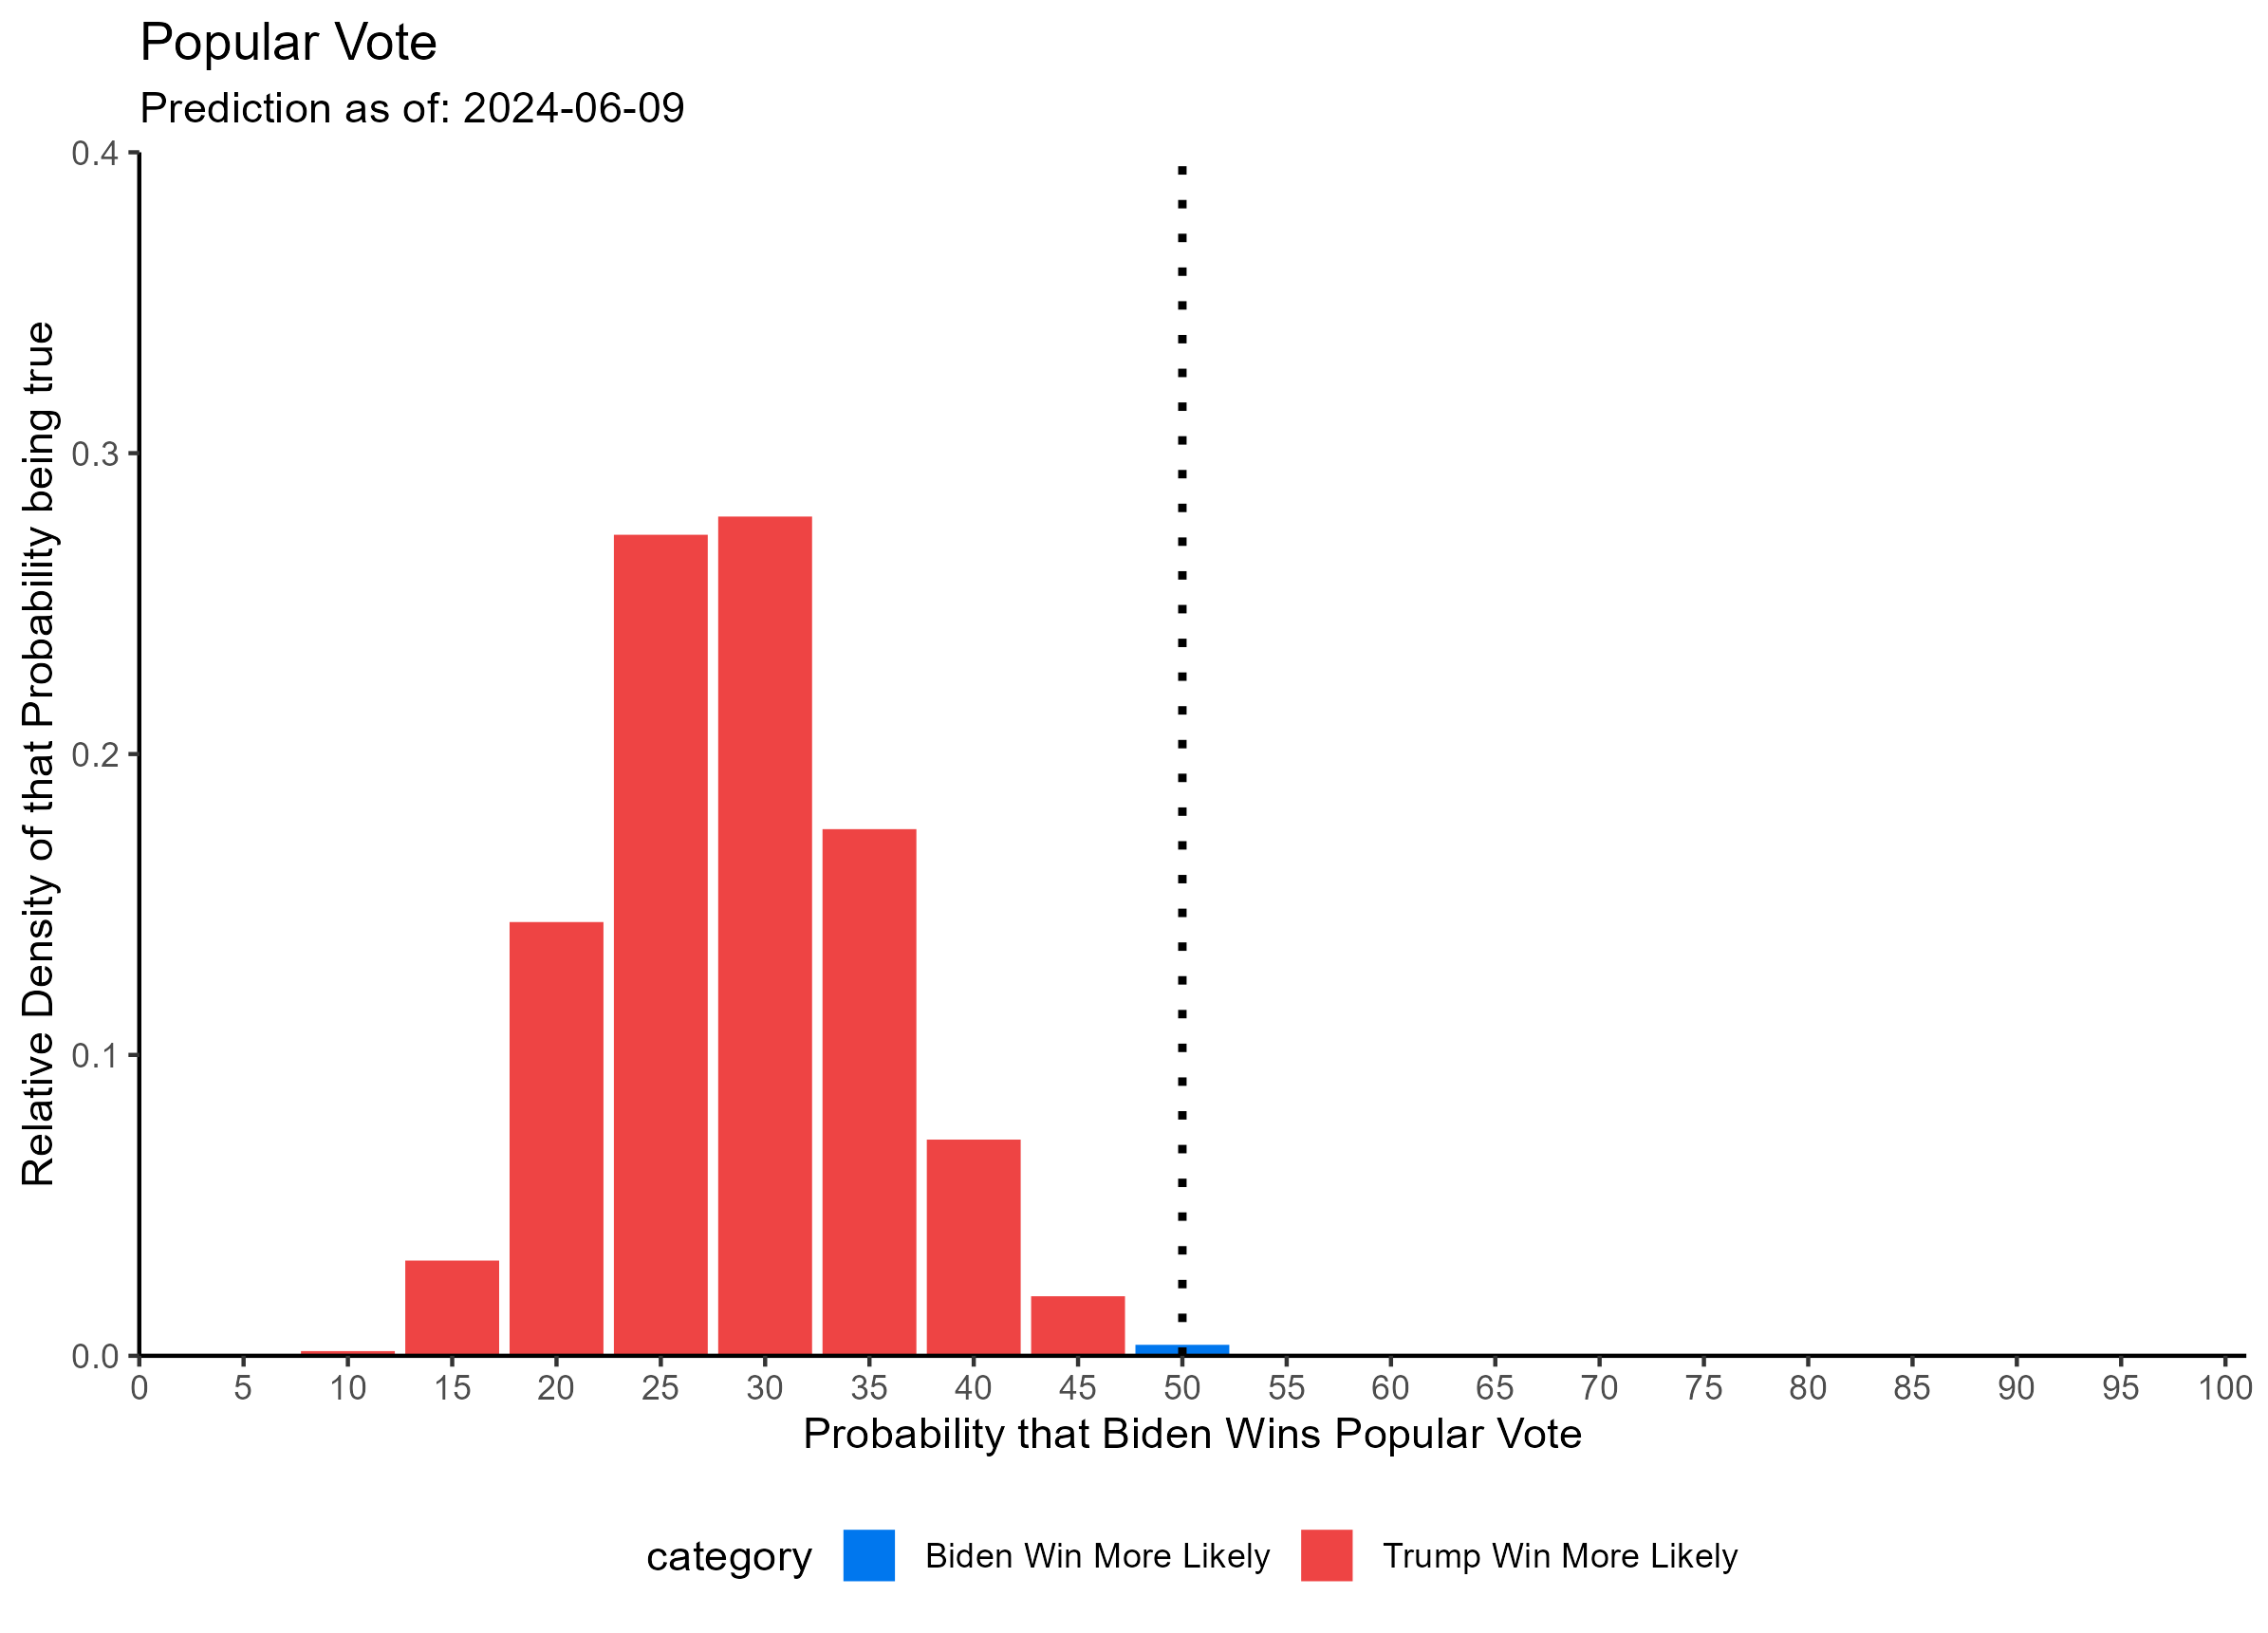 Popular Vote
Prediction as of: 2024-06-09
Relative Density of that Probability being true
0.4
0.3
0.2
0.1
0.0
0 5 10 15 20 25 30 35 40 45 50 55 60 65 70 75 80 85 90 95 100
Probability that Biden Wins Popular Vote
category Biden Win More Likely Trump Win More Likely